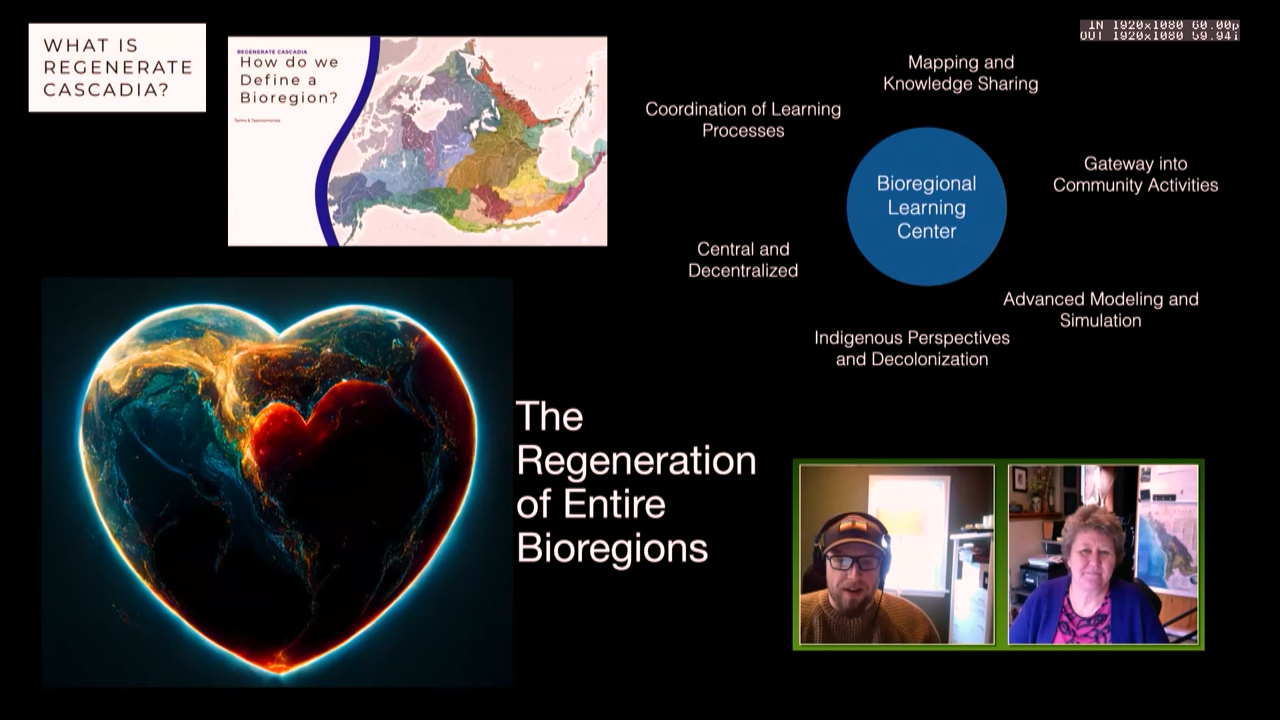 WHAT IS
REGENERATE
CASCADIA?
REGENERATE CASCADIA
How do we
Define a
Bioregion?
IN 1920x1080 60.00p
OUT 1920x1080 59.94i
Mapping and
Knowledge Sharing
Coordination of Learning
Processes
Gateway into
Community Activities
Bioregional
Learning
Center
Central and
Decentralized
Advanced Modeling and
Simulation
Indigenous Perspectives
and Decolonization
The
Regeneration
of Entire
Bioregions